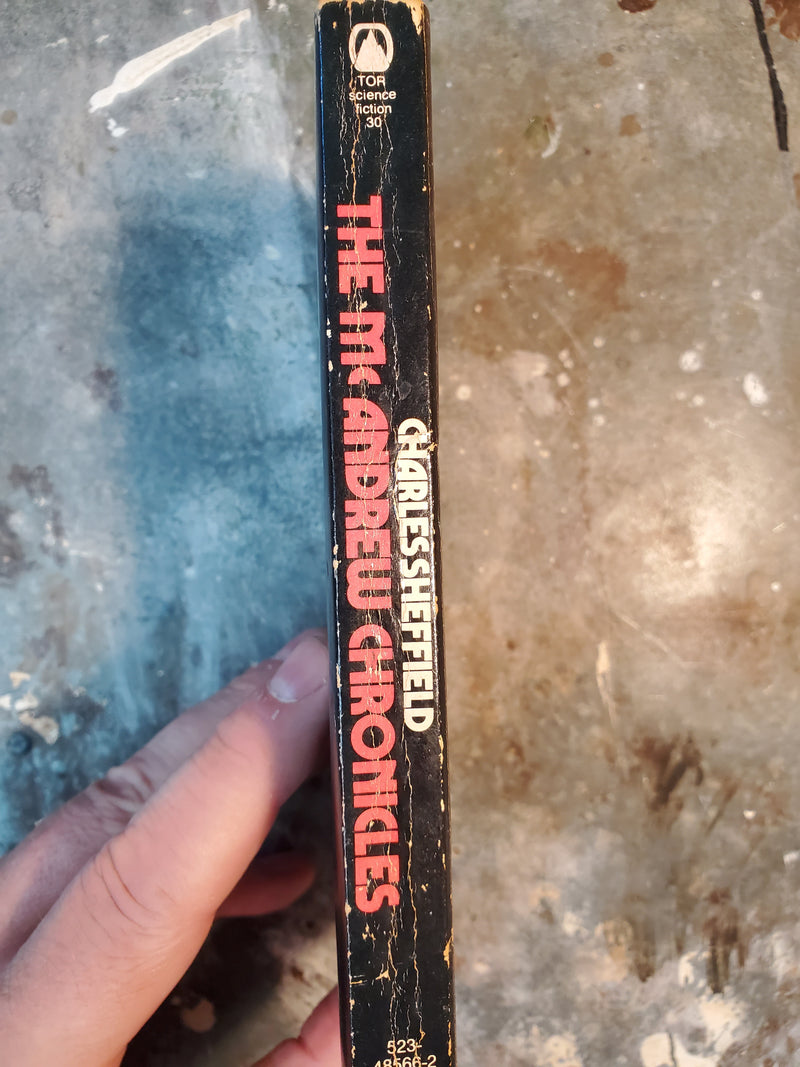 TOR
science
fiction
30
THE McANDREW CHRONICLES
CHARLES SHEFFIELD
523-
48566-2